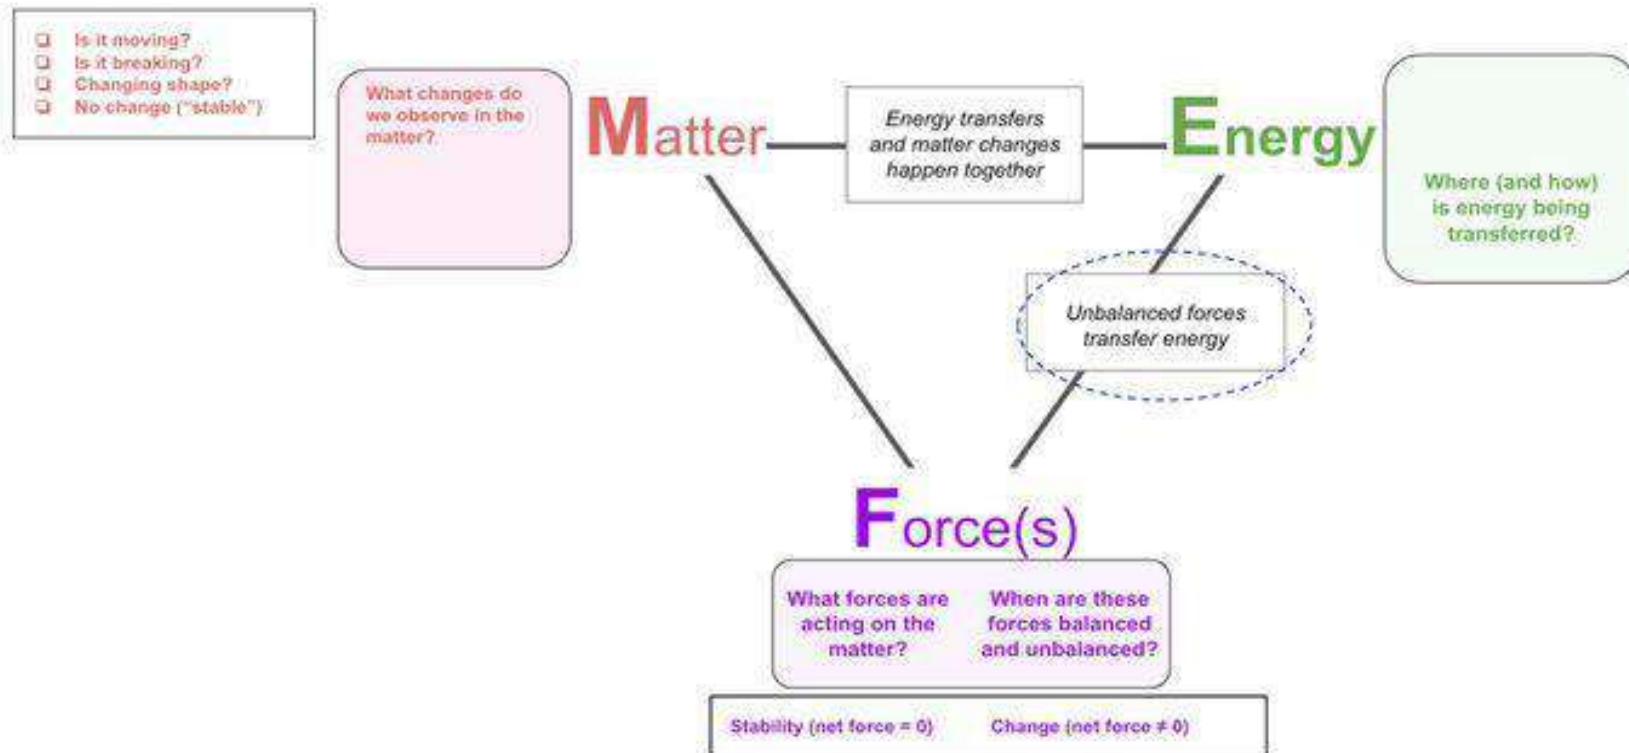 ❏ Is it moving?
❏ Is it breaking?
❏ Changing shape?
❏ No change (“stable”)
What changes do
we observe in the
matter?
Matter
Energy transfers
and matter changes
happen together
Energy
Where (and how)
is energy being
transferred?
Unbalanced forces
transfer energy
Force(s)
What forces are
acting on the
matter?
When are these
forces balanced
and unbalanced?
Stability (net force = 0)
Change (net force ≠ 0)